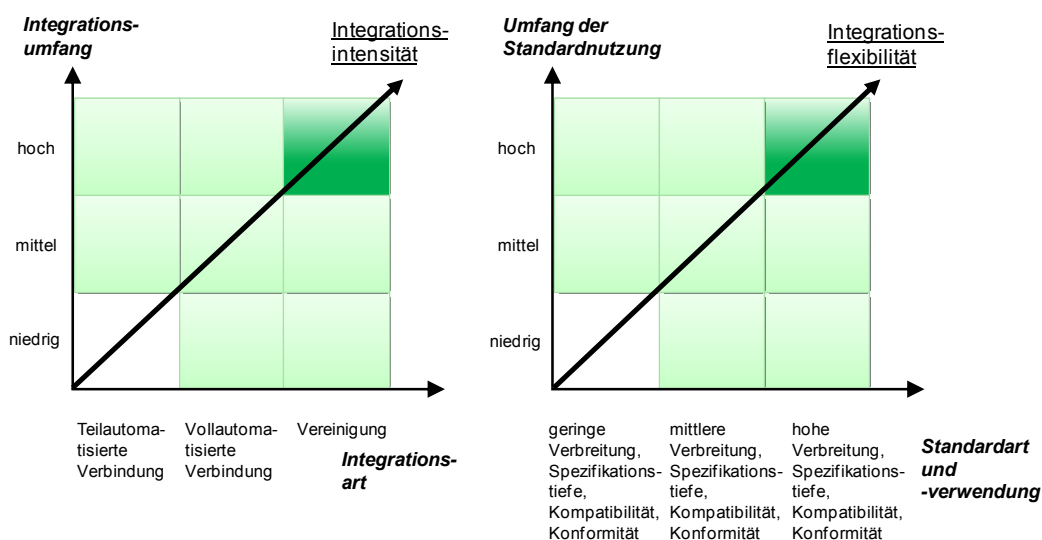 Integrations-
umfang
Integrations-
intensität
hoch
mittel
niedrig
Teilautoma-
tisierte
Verbindung
Vollautoma-
tisierte
Verbindung
Vereinigung
Integrations-
art
Umfang der
Standardnutzung
Integrations-
flexibilität
hoch
mittel
niedrig
geringe
Verbreitung,
Spezifikations-
tiefe,
Kompatibilität,
Konformität
mittlere
Verbreitung,
Spezifikations-
tiefe,
Kompatibilität,
Konformität
hohe
Verbreitung,
Spezifikations-
tiefe,
Kompatibilität,
Konformität
Standardart
und
-verwendung